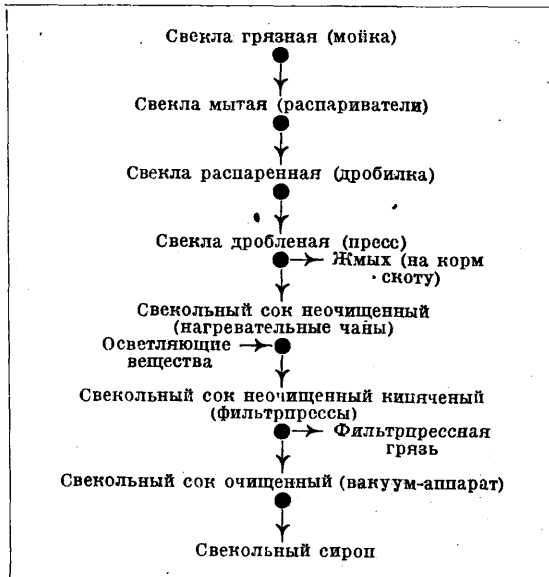 Свекла грязная (мойка)
Свекла мытая (распариватели)
Свекла распаренная (дробилка)
Свекла дробленая (пресс)
Жмых (на корм
скоту)
Свекольный сок неочищенный
(нагревательные чаны)
Осветляющие
вещества
Свекольный сок неочищенный кипяченый
(фильтрпрессы)
Фильтрпрессная
грязь
Свекольный сок очищенный (вакуум-аппарат)
Свекольный сироп